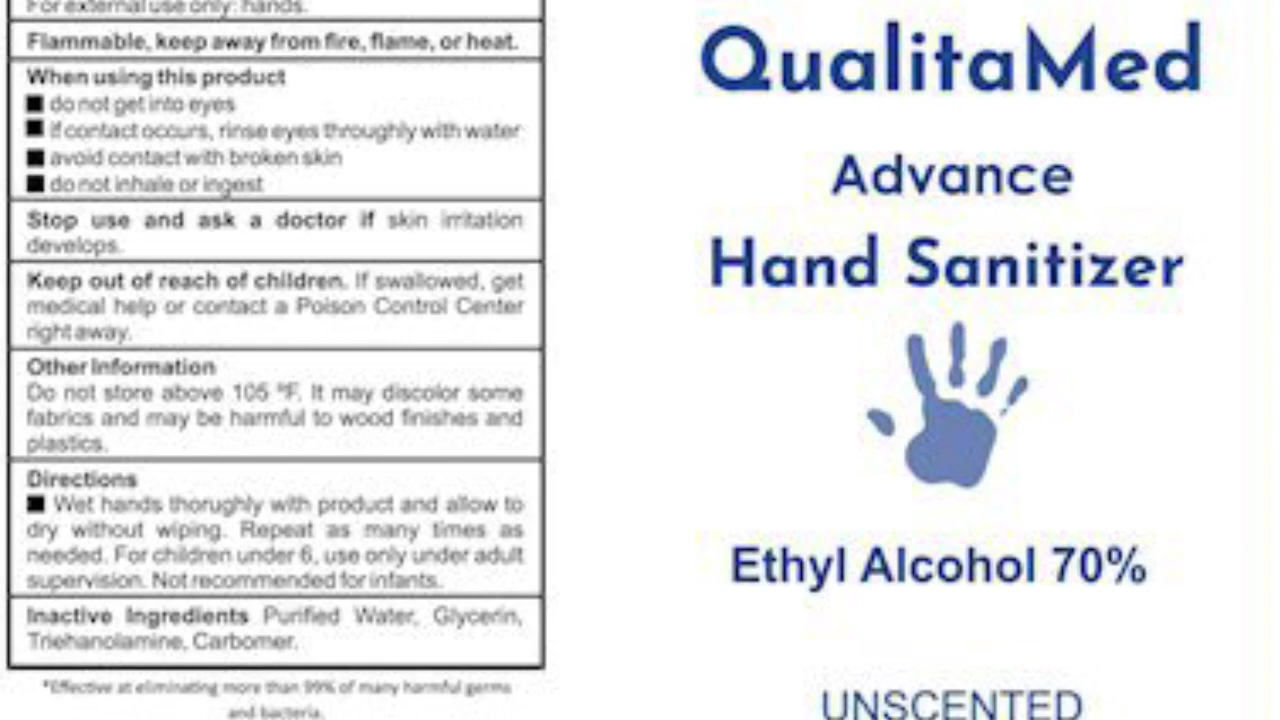 For external use only: hands.
Flammable, keep away from fire, flame, or heat.
When using this product
■ do not get into eyes
■ if contact occurs, rinse eyes throughly with water
■ avoid contact with broken skin
■ do not inhale or ingest
Stop use and ask a doctor if skin irritation
develops.
Keep out of reach of children. If swallowed, get
medical help or contact a Poison Control Center
right away.
Other Information
Do not store above 105 ºF. It may discolor some
fabrics and may be harmful to wood finishes and
plastics.
Directions
■ Wet hands thorughly with product and allow to
dry without wiping. Repeat as many times as
needed. For children under 6, use only under adult
supervision. Not recommended for infants.
Inactive Ingredients Purified Water, Glycerin,
Triehanolamine, Carbomer.
*Effective at eliminating more than 99% of many harmful germs
and bacteria.
QualitaMed
Advance
Hand Sanitizer
Ethyl Alcohol 70%
UNSCENTED